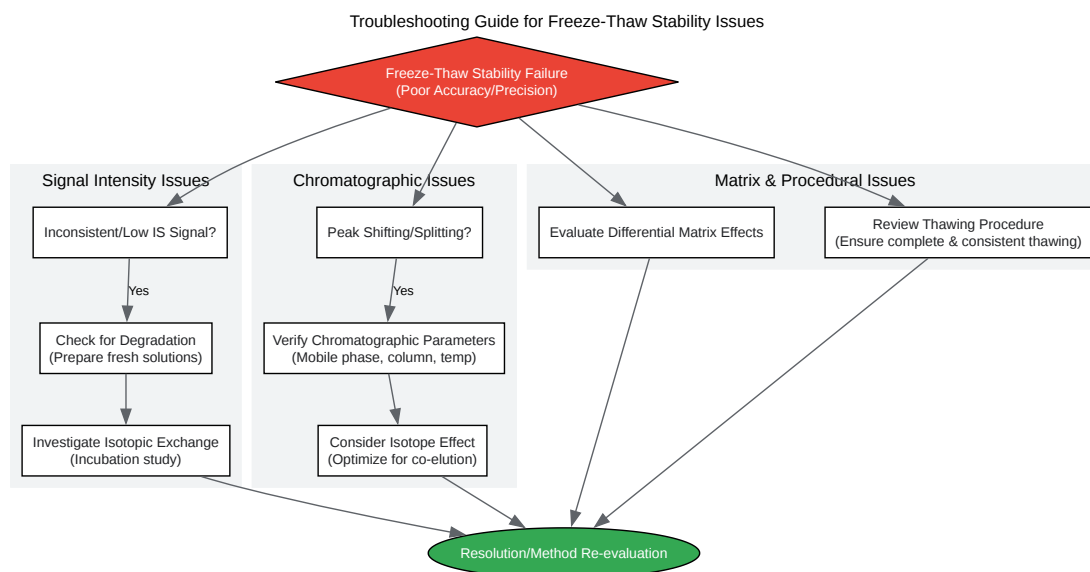 Troubleshooting Guide for Freeze-Thaw Stability Issues
Freeze-Thaw Stability Failure
(Poor Accuracy/Precision)
Signal Intensity Issues
Inconsistent/Low IS Signal?
Yes
Check for Degradation
(Prepare fresh solutions)
Investigate Isotopic Exchange
(Incubation study)
Chromatographic Issues
Peak Shifting/Splitting?
Yes
Verify Chromatographic Parameters
(Mobile phase, column, temp)
Consider Isotope Effect
(Optimize for co-elution)
Matrix & Procedural Issues
Evaluate Differential Matrix Effects
Review Thawing Procedure
(Ensure complete & consistent thawing)
Resolution/Method Re-evaluation